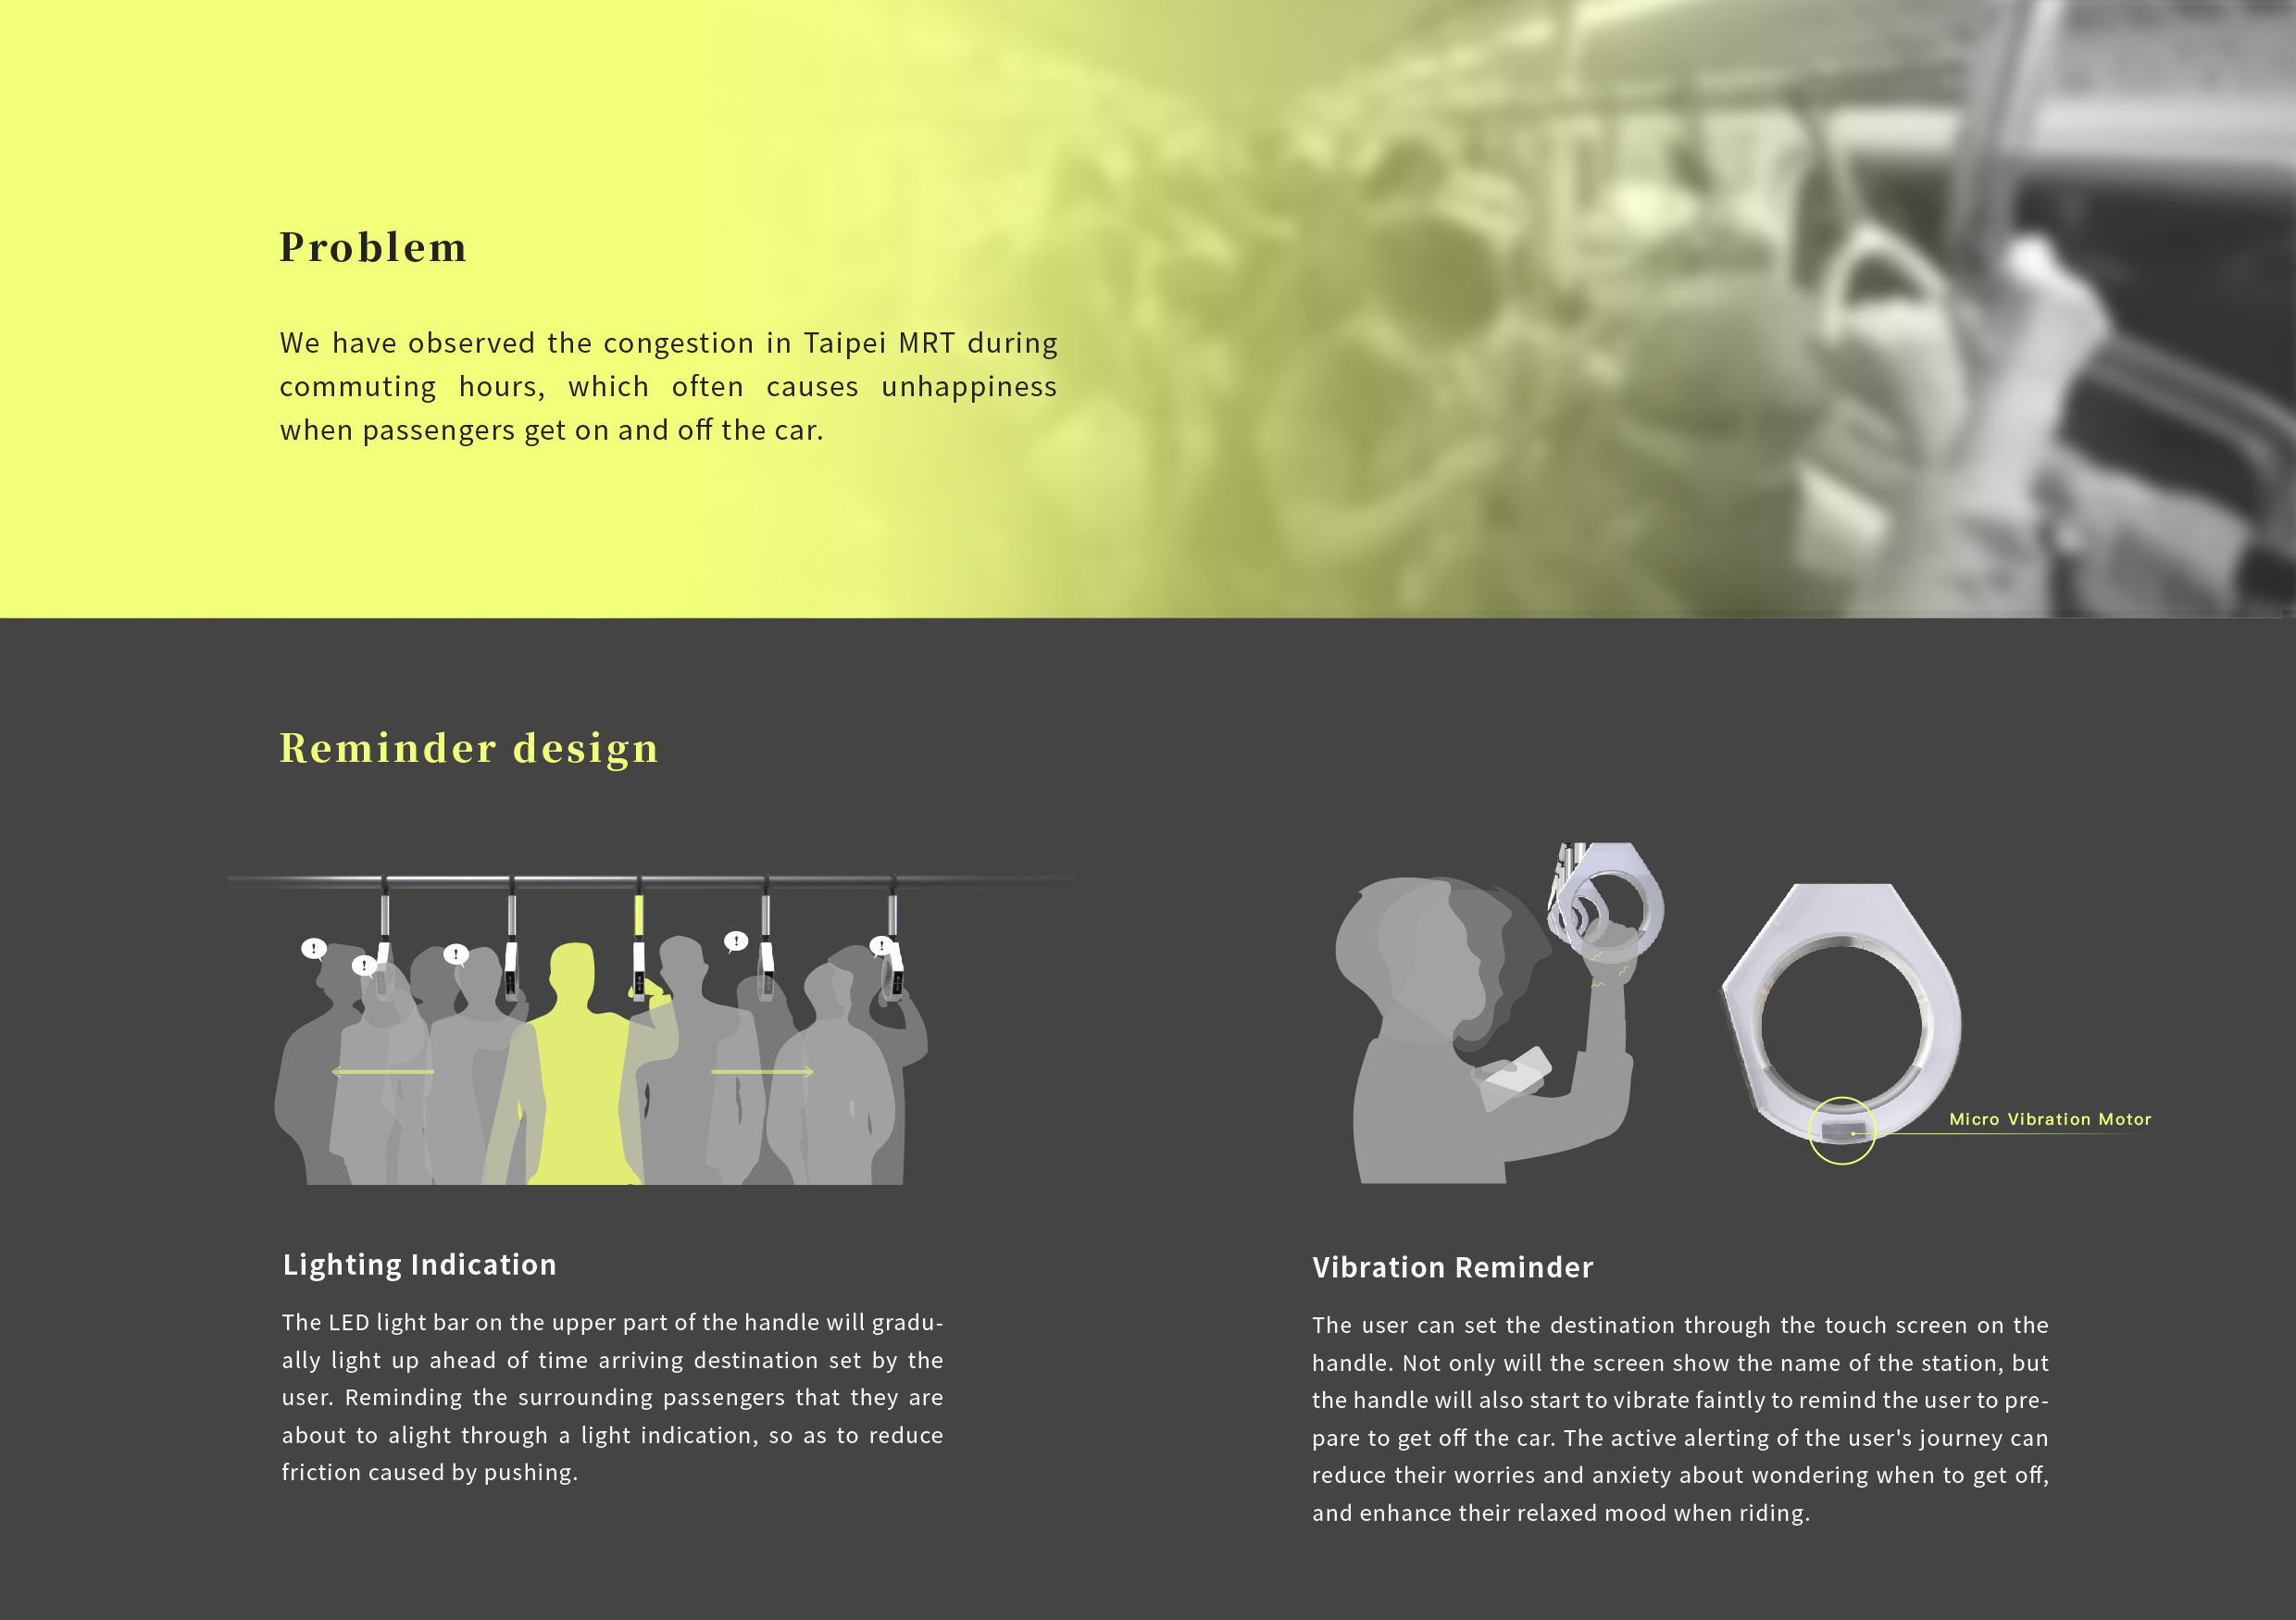 Problem
We have observed the congestion in Taipei MRT during
commuting hours, which often causes unhappiness
when passengers get on and off the car.
Reminder design
!
!
!
!
!
Micro Vibration Motor
Lighting Indication
The LED light bar on the upper part of the handle will gradu-
ally light up ahead of time arriving destination set by the
user. Reminding the surrounding passengers that they are
about to alight through a light indication, so as to reduce
friction caused by pushing.
Vibration Reminder
The user can set the destination through the touch screen on the
handle. Not only will the screen show the name of the station, but
the handle will also start to vibrate faintly to remind the user to pre-
pare to get off the car. The active alerting of the user's journey can
reduce their worries and anxiety about wondering when to get off,
and enhance their relaxed mood when riding.